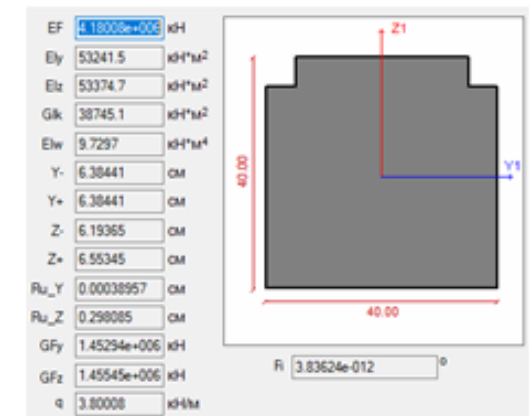 EF 4.18008e+006 кН
EIy 53241.5 кН*м2
EIz 53374.7 кН*м2
GIk 38745.1 кН*м2
EIw 9.7297 кН*м4
Y- 6.38441 см
Y+ 6.38441 см
Z- 6.19365 см
Z+ 6.55345 см
Ru_Y 0.00038957 см
Ru_Z 0.298085 см
GFy 1.45294e+006 кН
GFz 1.45545e+006 кН
q 3.80008 кН/м
Z1
Y1
40.00
40.00
Fi 3.83624e-012 °